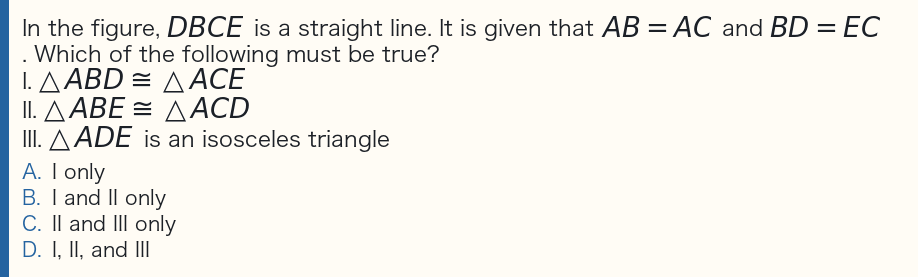 In the figure, DBCE is a straight line. It is given that AB = AC and BD = EC
. Which of the following must be true?
I. △ABD ≅ △ACE
II. △ABE ≅ △ACD
III. △ADE is an isosceles triangle
A. I only
B. I and II only
C. II and III only
D. I, II, and III